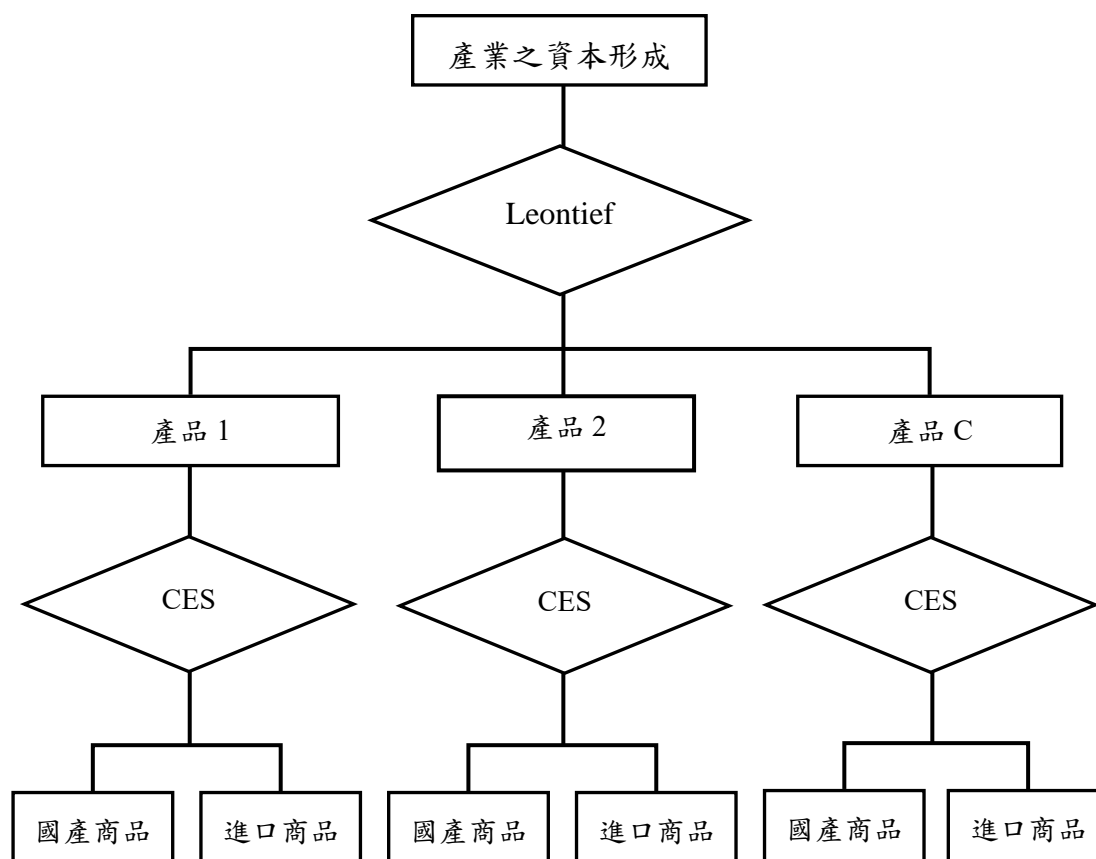 產業之資本形成
Leontief
產品 1
產品 2
產品 C
CES
CES
CES
國產商品
進口商品
國產商品
進口商品
國產商品
進口商品